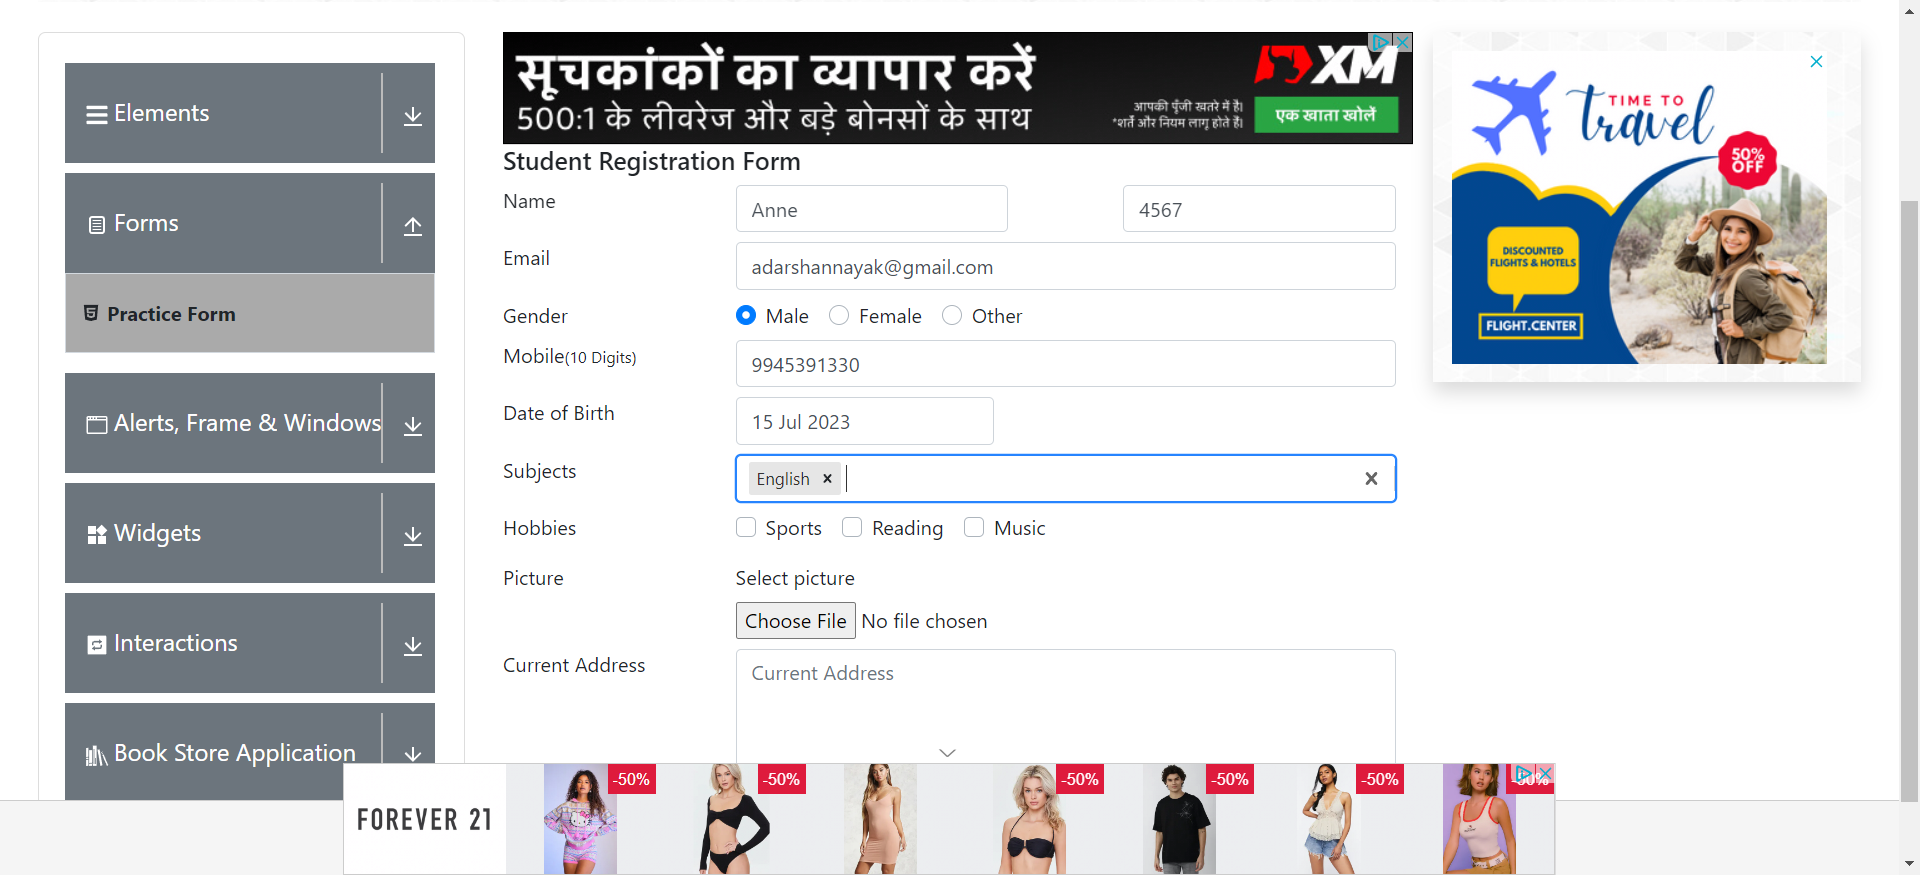 Elements
Forms
Practice Form
Alerts, Frame & Windows
Widgets
Interactions
Book Store Application
सूचकांकों का व्यापार करें
500:1 के लीवरेज और बड़े बोनसों के साथ
XM
आपकी पूँजी खतरे में है।
*शर्तें और नियम लागू होते हैं।
एक खाता खोलें
Student Registration Form
Name
Anne
4567
Email
adarshannayak@gmail.com
Gender
Male
Female
Other
Mobile(10 Digits)
9945391330
Date of Birth
15 Jul 2023
Subjects
English
Hobbies
Sports
Reading
Music
Picture
Select picture
Choose File No file chosen
Current Address
Current Address
TIME TO
travel
50%
OFF
DISCOUNTED
FLIGHTS & HOTELS
FLIGHT.CENTER
FOREVER 21
-50%
-50%
-50%
-50%
-50%
-50%